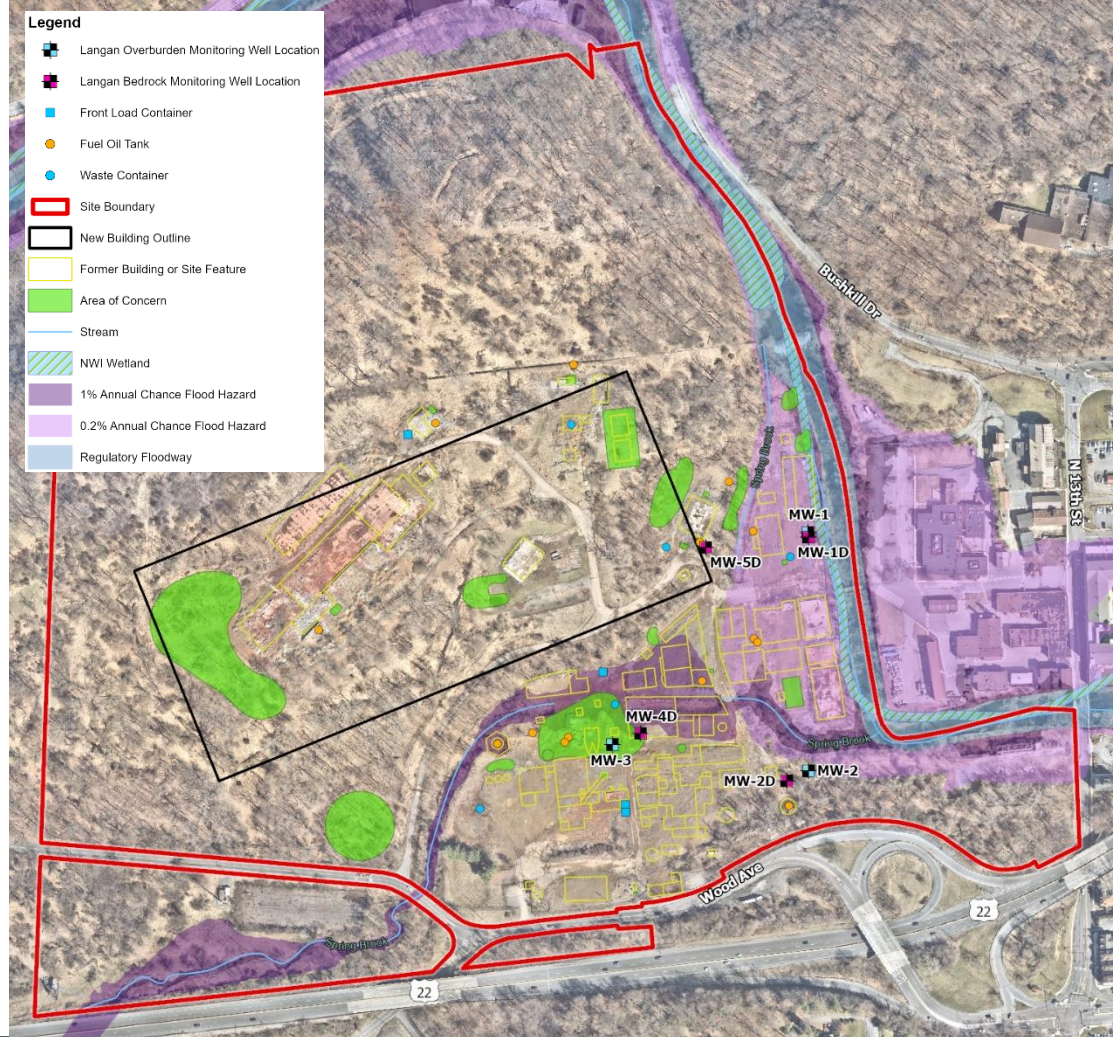 Legend
Langan Overburden Monitoring Well Location
Langan Bedrock Monitoring Well Location
Front Load Container
Fuel Oil Tank
Waste Container
Site Boundary
New Building Outline
Former Building or Site Feature
Area of Concern
Stream
NWI Wetland
1% Annual Chance Flood Hazard
0.2% Annual Chance Flood Hazard
Regulatory Floodway
Bushkill Dr
N 13th St
Spring Brook
MW-1
MW-1D
MW-5D
MW-4D
MW-3
Spring Brook
MW-2
MW-2D
Wood Ave
22
Spring Brook
22